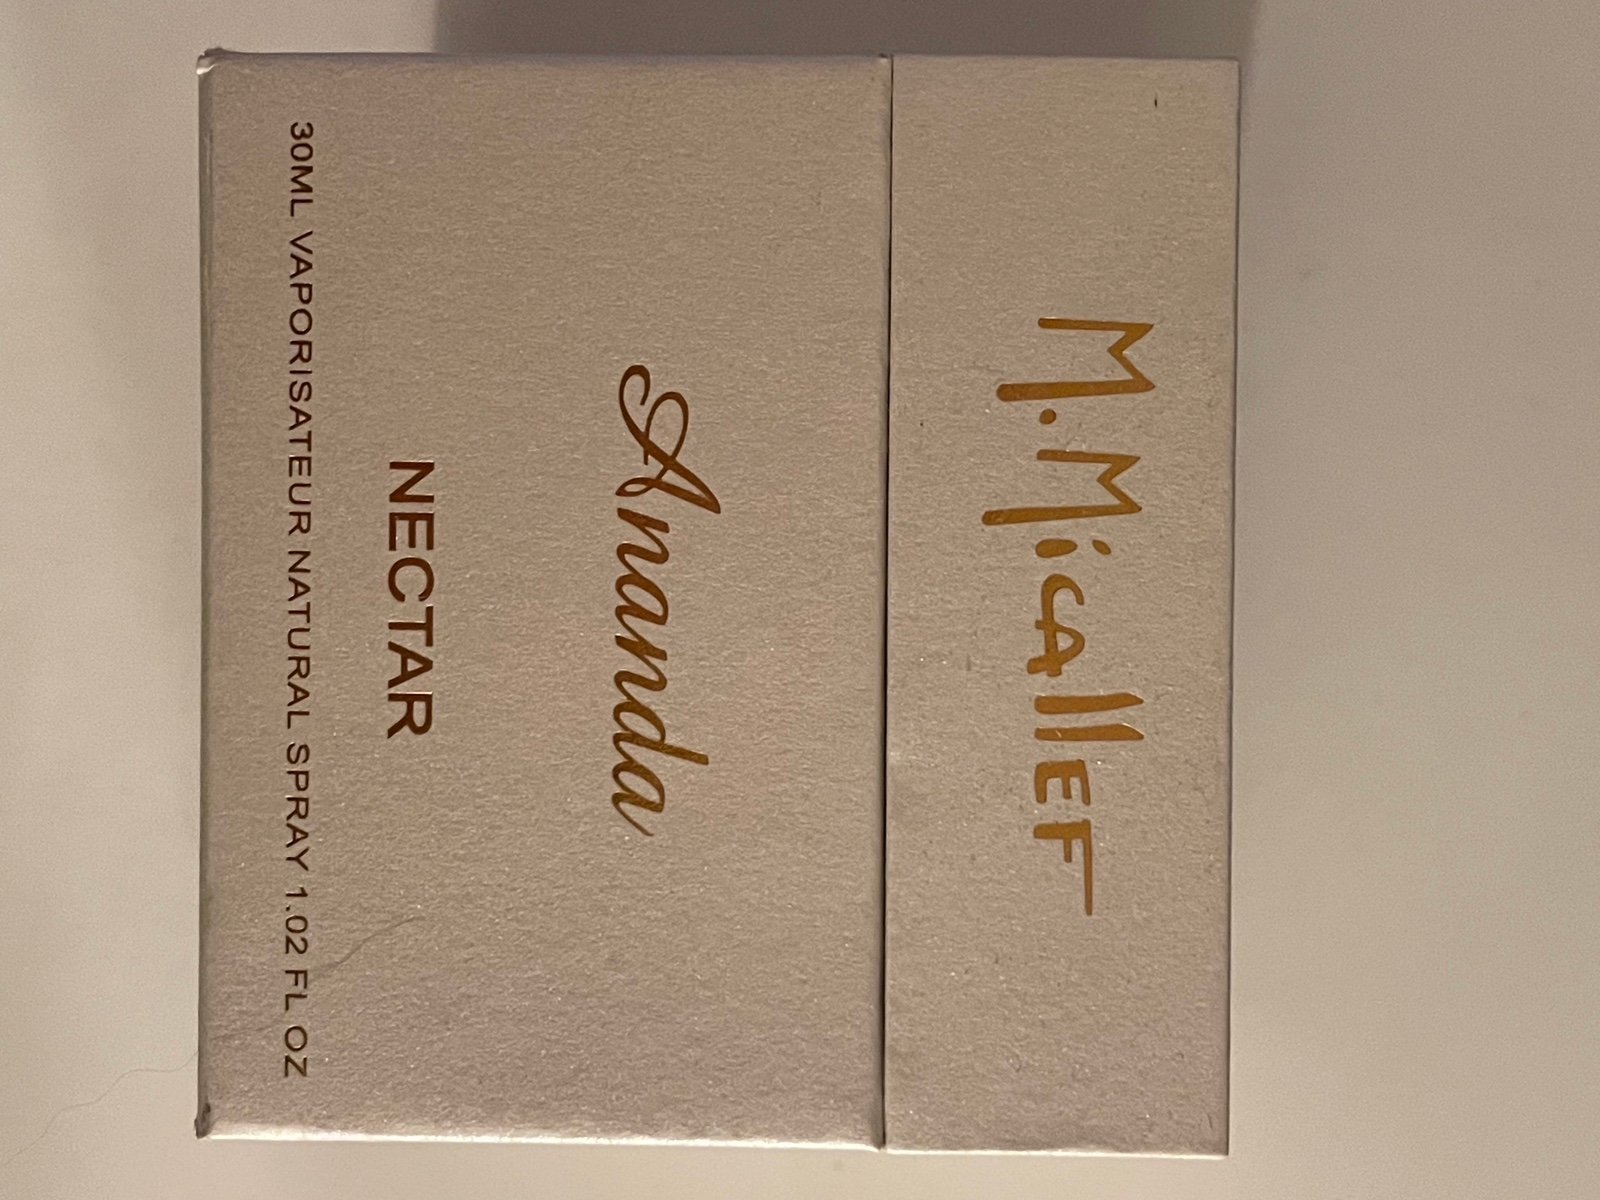 M. MiCAllEF
Ananda
NECTAR
30ML VAPORISATEUR NATURAL SPRAY 1.02 FL OZ